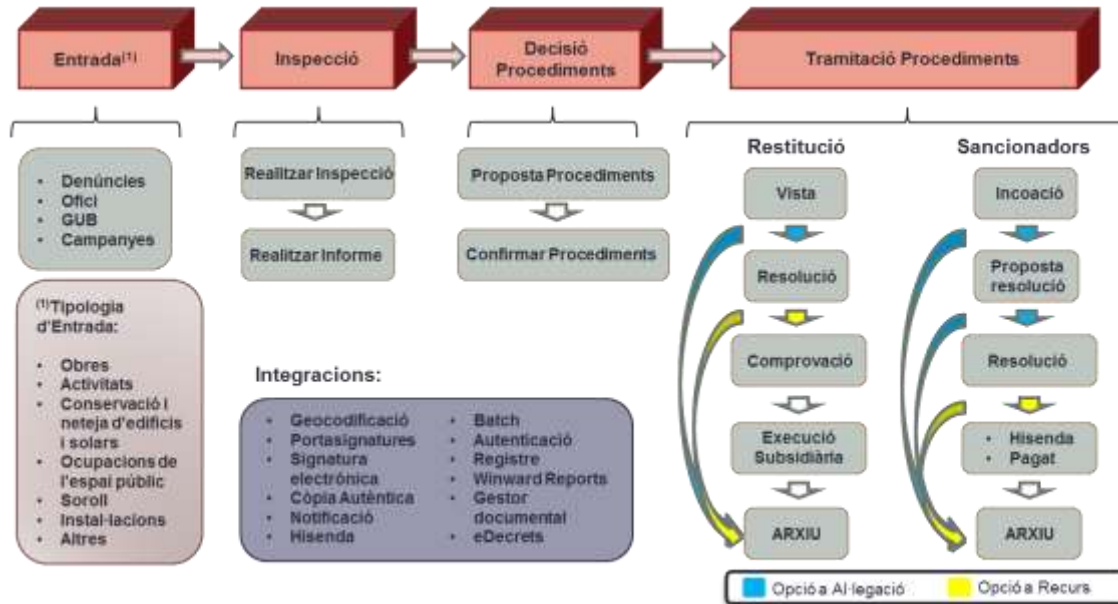 Entrada(1)
Inspecció
Decisió
Procediments
Tramitació Procediments
• Denúncies
• Ofici
• GUB
• Campanyes
(1)Tipologia
d'Entrada:
• Obres
• Activitats
• Conservació i
neteja d'edificis
i solars
• Ocupacions de
l'espai públic
• Soroll
• Instal·lacions
• Altres
Realitzar Inspecció
Realitzar Informe
Proposta Procediments
Confirmar Procediments
Integracions:
• Geocodificació
• Portasignatures
• Signatura
electrónica
• Còpia Autèntica
• Notificació
• Hisenda
• Batch
• Autenticació
• Registre
• Winward Reports
• Gestor
documental
• eDecrets
Restitució
Vista
Resolució
Comprovació
Execució
Subsidiària
ARXIU
Sancionadors
Incoació
Proposta
resolució
Resolució
• Hisenda
• Pagat
ARXIU
Opció a Al·legació
Opció a Recurs